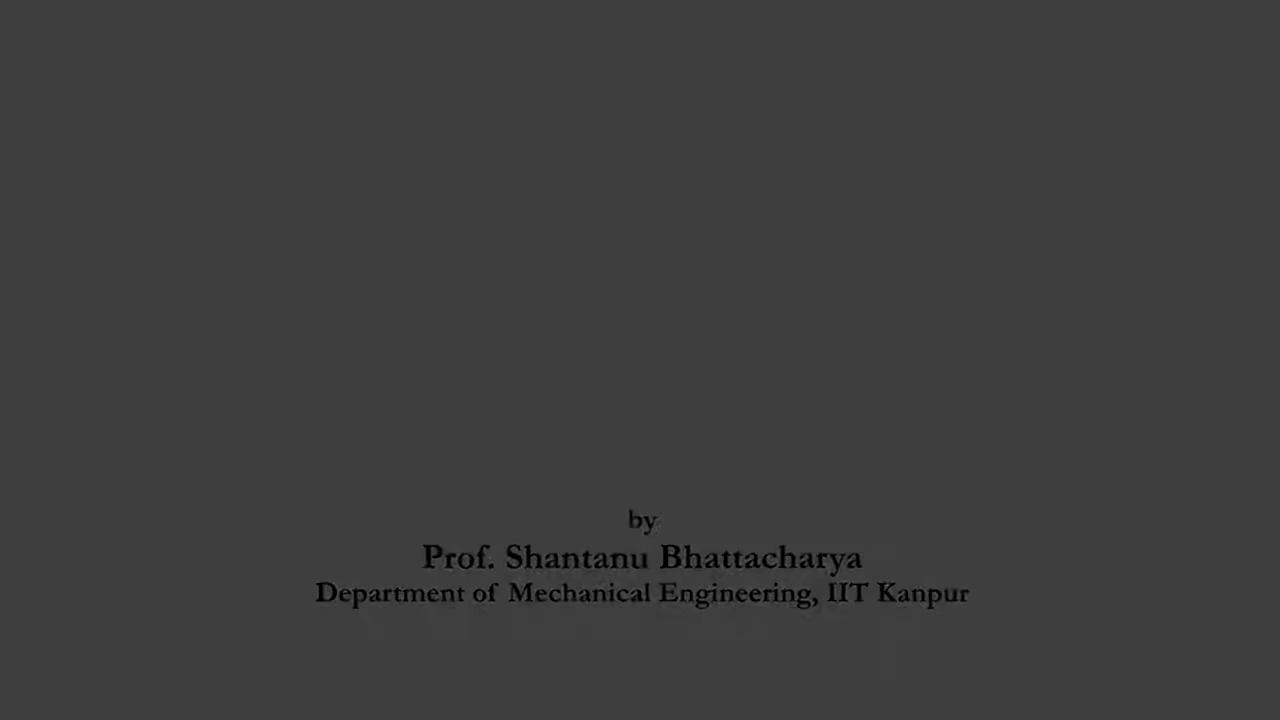 by
Prof. Shantanu Bhattacharya
Department of Mechanical Engineering, IIT Kanpur